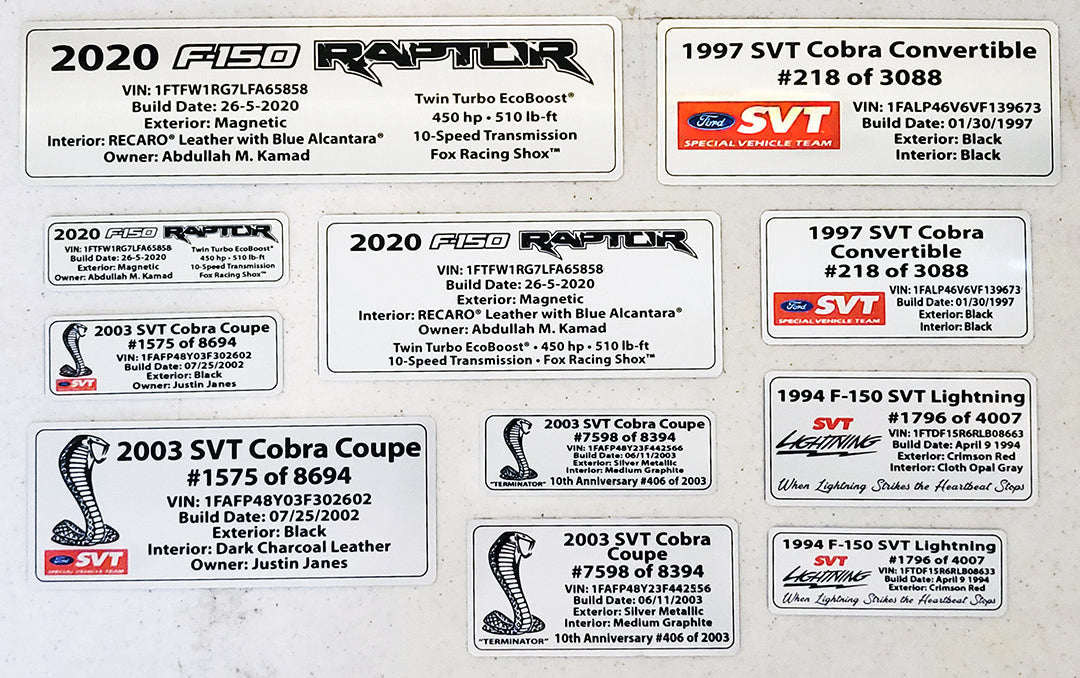 2020 F-150 RAPTOR
VIN: 1FTFW1RG7LFA65858
Build Date: 26-5-2020
Exterior: Magnetic
Interior: RECARO® Leather with Blue Alcantara®
Owner: Abdullah M. Kamad
Twin Turbo EcoBoost®
450 hp • 510 lb-ft
10-Speed Transmission
Fox Racing Shox™
1997 SVT Cobra Convertible
#218 of 3088
Ford SVT
SPECIAL VEHICLE TEAM
VIN: 1FALP46V6VF139673
Build Date: 01/30/1997
Exterior: Black
Interior: Black
2020 F-150 RAPTOR
VIN: 1FTFW1RG7LFA65858
Build Date: 26-5-2020
Exterior: Magnetic
Owner: Abdullah M. Kamad
Twin Turbo EcoBoost®
450 hp • 510 lb-ft
10-Speed Transmission
Fox Racing Shox™
2020 F-150 RAPTOR
VIN: 1FTFW1RG7LFA65858
Build Date: 26-5-2020
Exterior: Magnetic
Interior: RECARO® Leather with Blue Alcantara®
Owner: Abdullah M. Kamad
Twin Turbo EcoBoost® • 450 hp • 510 lb-ft
10-Speed Transmission • Fox Racing Shox™
1997 SVT Cobra
Convertible
#218 of 3088
Ford SVT
SPECIAL VEHICLE TEAM
VIN: 1FALP46V6VF139673
Build Date: 01/30/1997
Exterior: Black
Interior: Black
2003 SVT Cobra Coupe
#1575 of 8694
VIN: 1FAFP48Y03F302602
Build Date: 07/25/2002
Exterior: Black
Owner: Justin Janes
Ford SVT
1994 F-150 SVT Lightning
#1796 of 4007
SVT
LIGHTNING
VIN: 1FTDF15R6RLB08663
Build Date: April 9 1994
Exterior: Crimson Red
Interior: Cloth Opal Gray
When Lightning Strikes the Heartbeat Stops
2003 SVT Cobra Coupe
#1575 of 8694
VIN: 1FAFP48Y03F302602
Build Date: 07/25/2002
Exterior: Black
Interior: Dark Charcoal Leather
Owner: Justin Janes
Ford SVT
SPECIAL VEHICLE TEAM
2003 SVT Cobra Coupe
#7598 of 8394
VIN: 1FAFP48Y23F442566
Build Date: 06/11/2003
Exterior: Silver Metallic
Interior: Medium Graphite
"TERMINATOR" 10th Anniversary #406 of 2003
2003 SVT Cobra
Coupe
#7598 of 8394
VIN: 1FAFP48Y23F442556
Build Date: 06/11/2003
Exterior: Silver Metallic
Interior: Medium Graphite
"TERMINATOR" 10th Anniversary #406 of 2003
1994 F-150 SVT Lightning
#1796 of 4007
SVT
LIGHTNING
VIN: 1FTDF15R6RLB08633
Build Date: April 9 1994
Exterior: Crimson Red
When Lightning Strikes the Heartbeat Stops